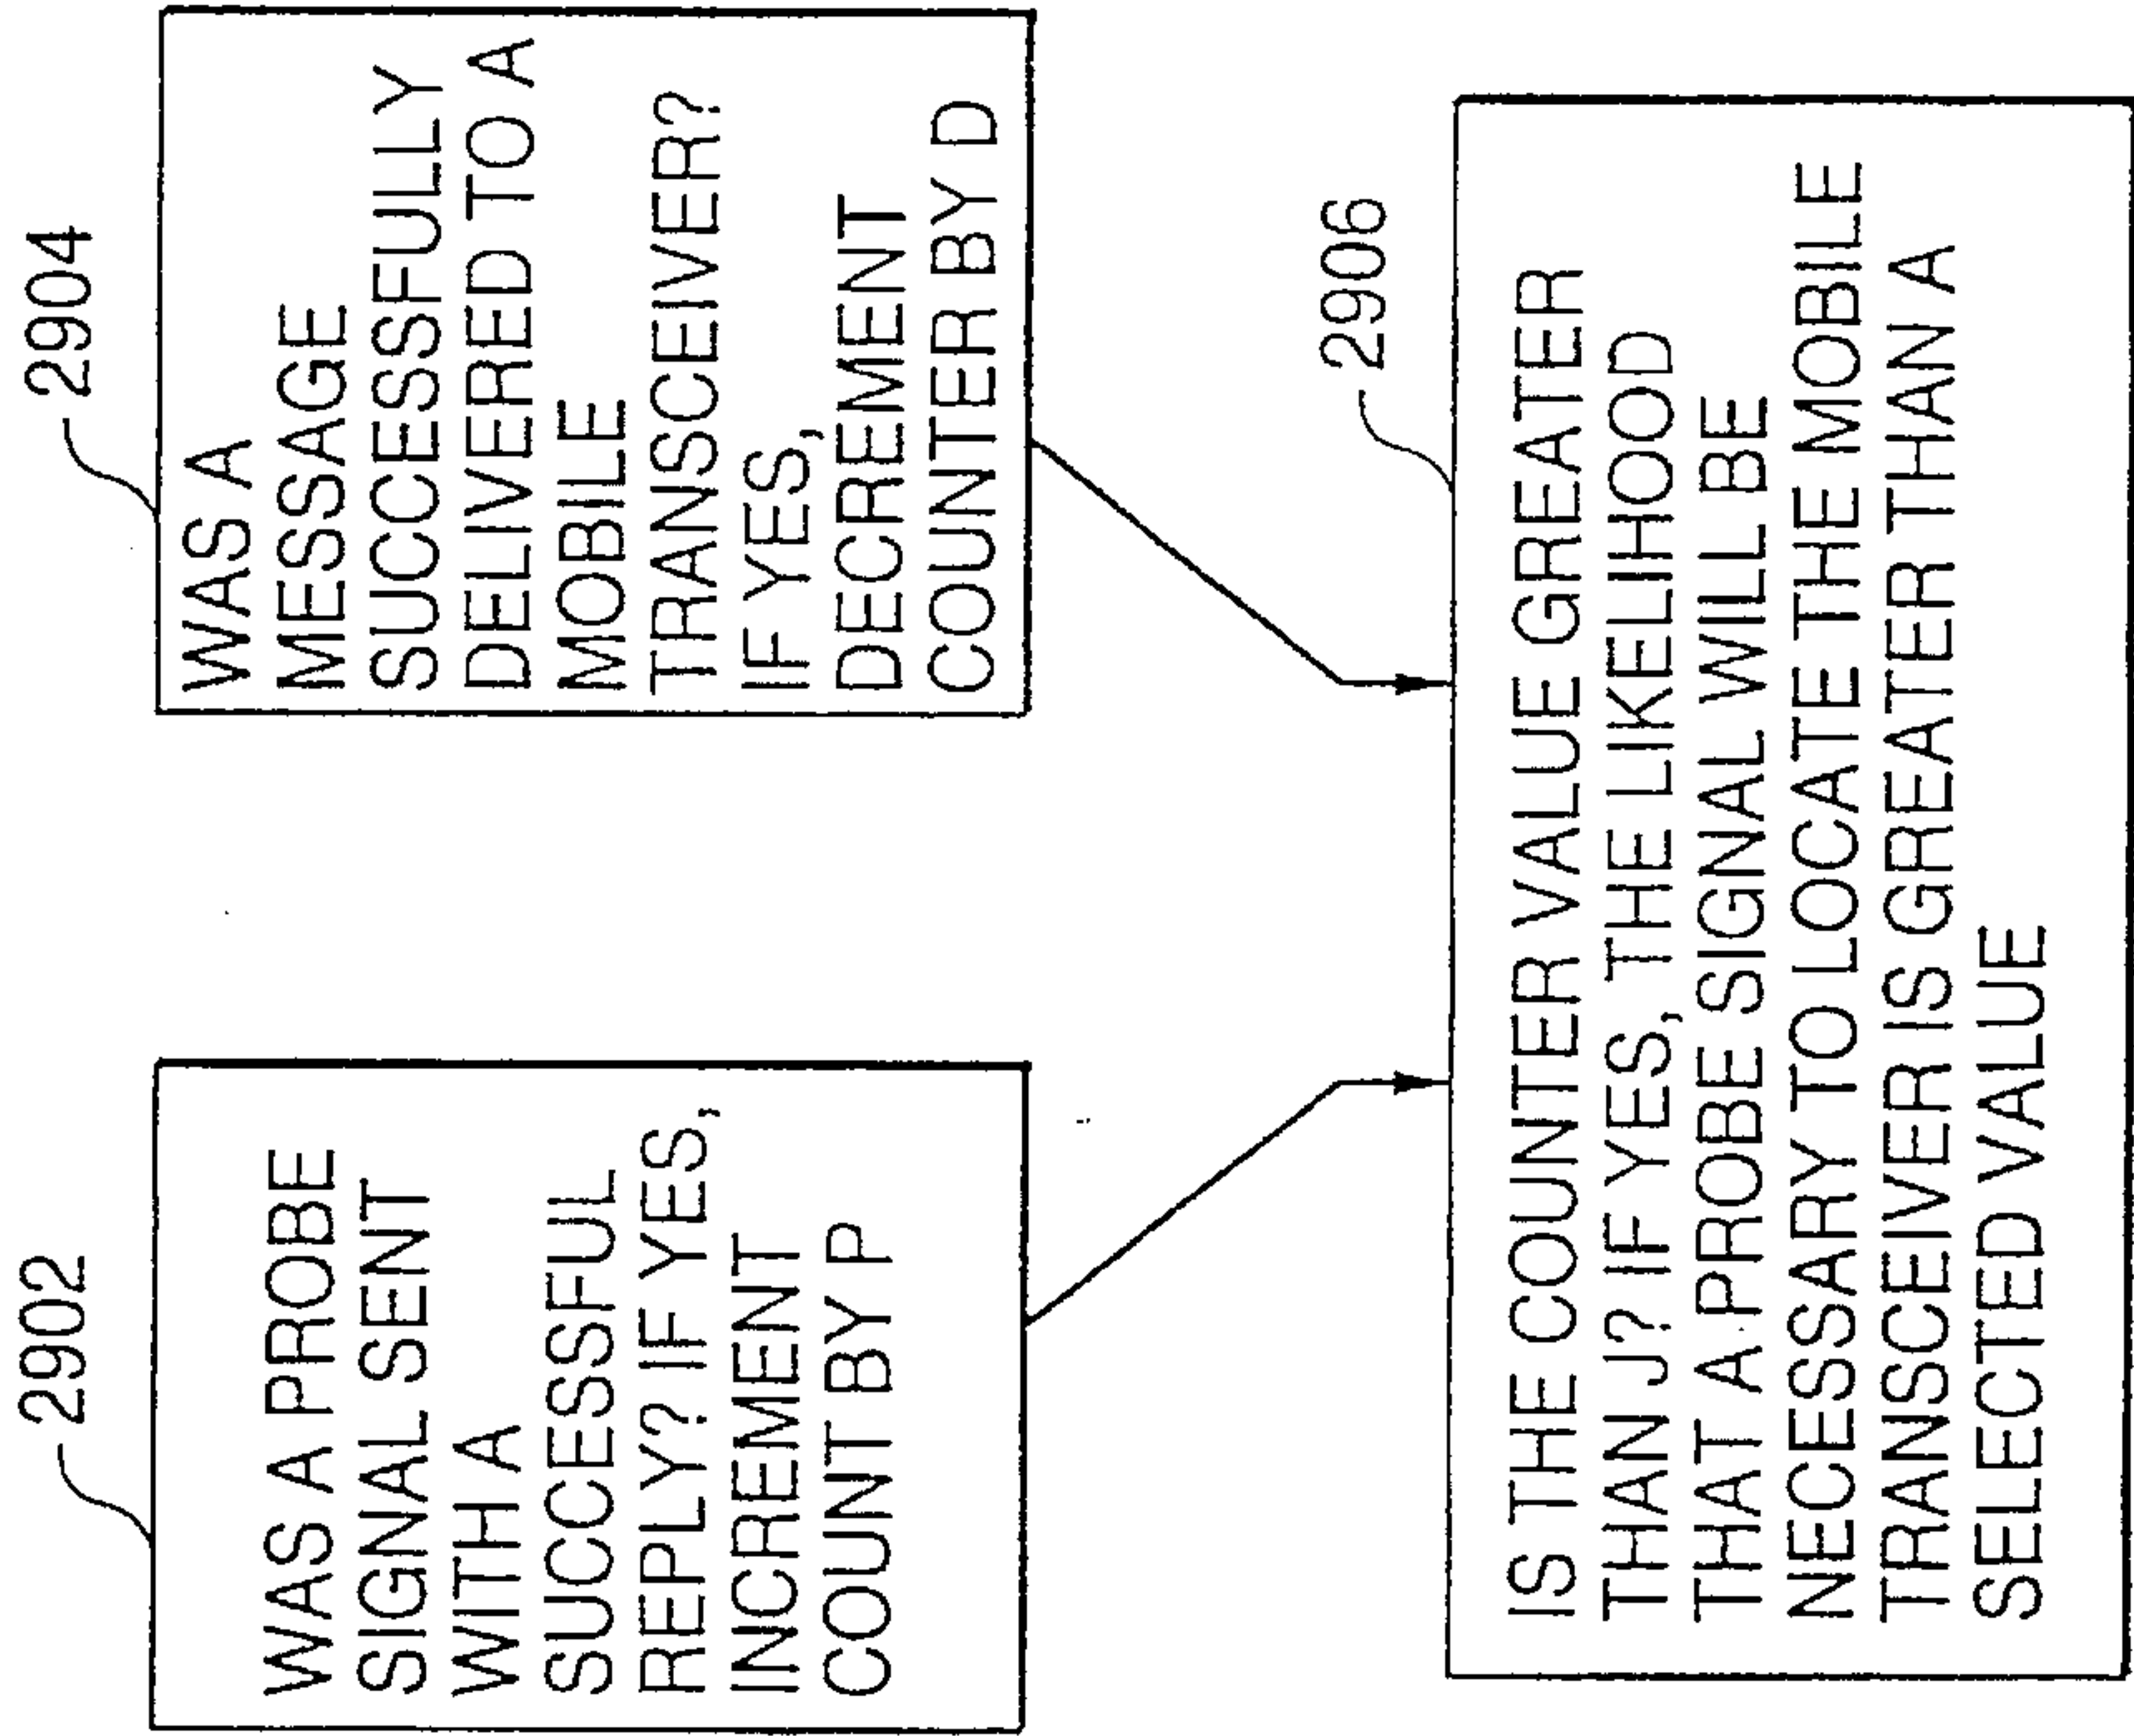 2902
WAS A PROBE
SIGNAL SENT
WITH A
SUCCESSFUL
REPLY? IF YES,
INCREMENT
COUNT BY P
2904
WAS A
MESSAGE
SUCCESSFULLY
DELIVERED TO A
MOBILE
TRANSCEIVER?
IF YES,
DECREMENT
COUNTER BY D
2906
IS THE COUNTER VALUE GREATER
THAN J? IF YES, THE LIKELIHOOD
THAT A PROBE SIGNAL WILL BE
NECESSARY TO LOCATE THE MOBILE
TRANSCEIVER IS GREATER THAN A
SELECTED VALUE